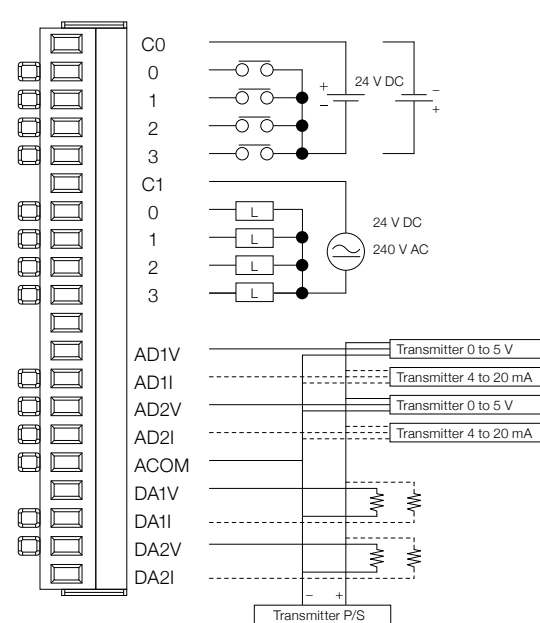 C0
0
1
2
3
+
−
24 V DC
−
+
C1
0
L
1
L
2
L
3
L
24 V DC
240 V AC
AD1V
Transmitter 0 to 5 V
AD1I
Transmitter 4 to 20 mA
AD2V
Transmitter 0 to 5 V
AD2I
Transmitter 4 to 20 mA
ACOM
DA1V
DA1I
DA2V
DA2I
− +
Transmitter P/S